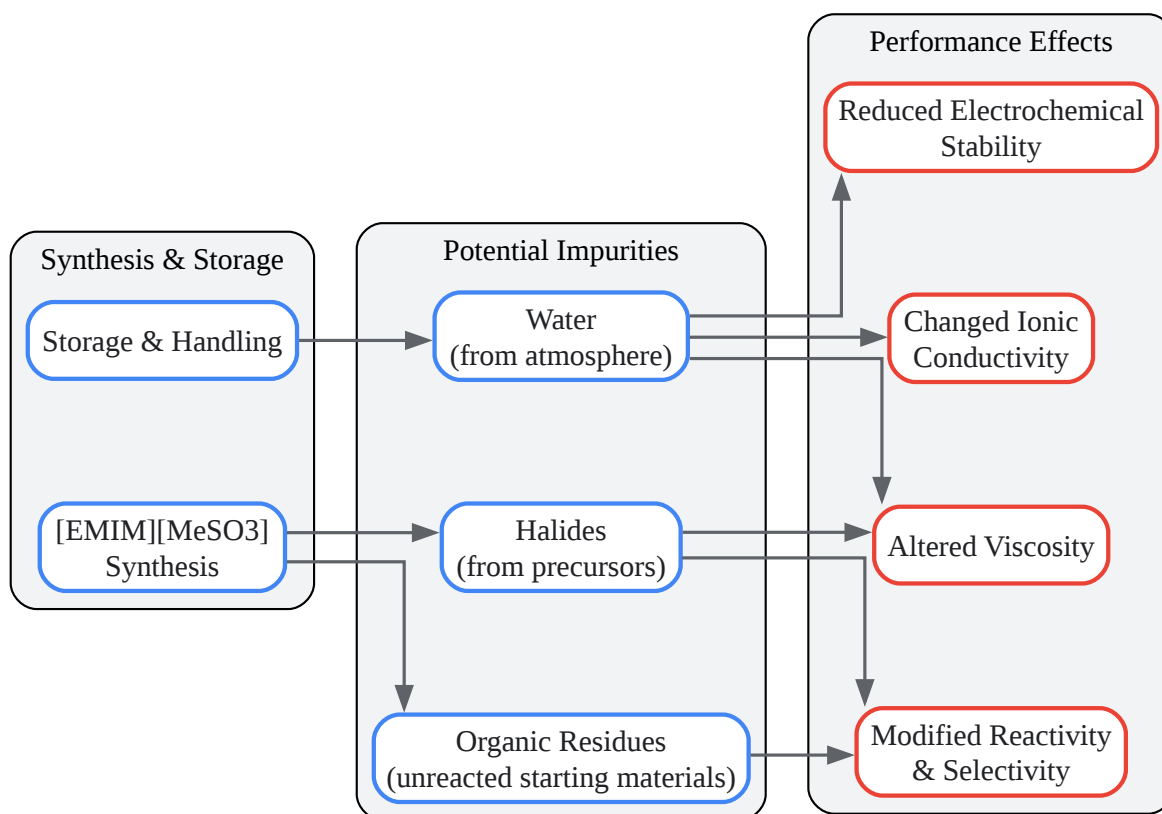 Synthesis & Storage
Storage & Handling
[EMIM][MeSO3]
Synthesis
Potential Impurities
Water
(from atmosphere)
Halides
(from precursors)
Organic Residues
(unreacted starting materials)
Performance Effects
Reduced Electrochemical
Stability
Changed Ionic
Conductivity
Altered Viscosity
Modified Reactivity
& Selectivity